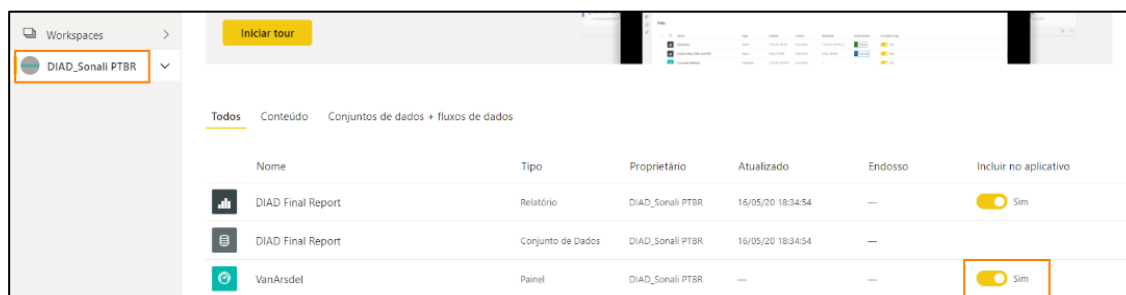 Workspaces
Iniciar tour
DIAD_Sonali PTBR
Todos Conteúdo Conjuntos de dados + fluxos de dados
Nome Tipo Proprietário Atualizado Endosso Incluir no aplicativo
DIAD Final Report Relatório DIAD_Sonali PTBR 16/05/20 18:34:54 — Sim
DIAD Final Report Conjunto de Dados DIAD_Sonali PTBR 16/05/20 18:34:54 —
VanArsdel Painel DIAD_Sonali PTBR — — Sim